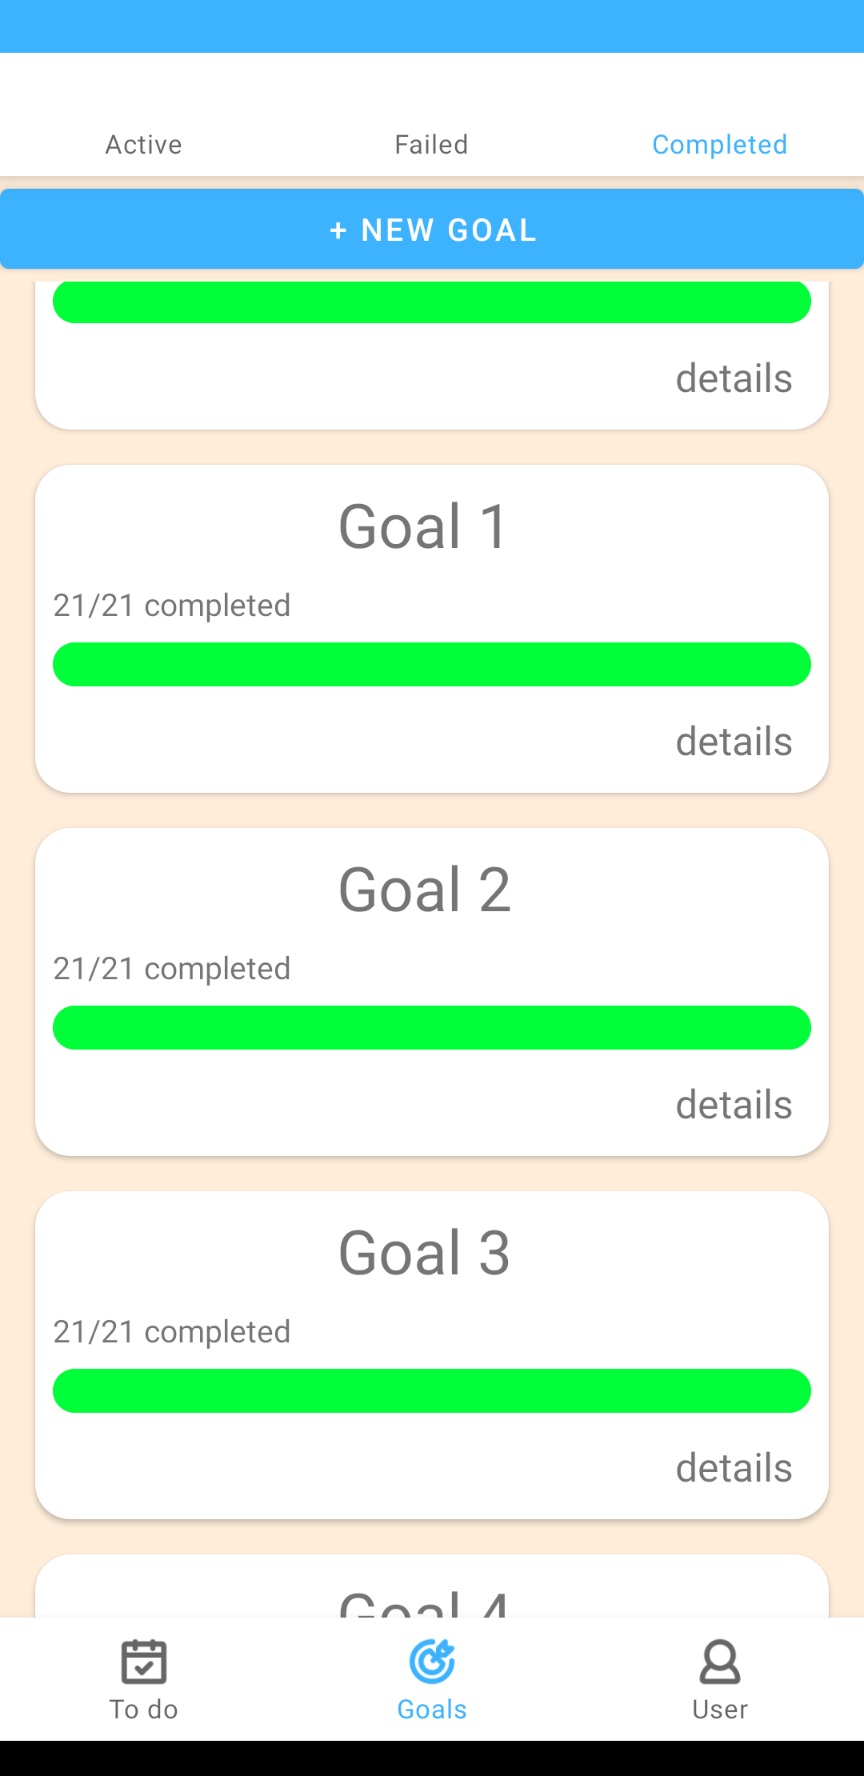 Active Failed Completed
+ NEW GOAL
details
Goal 1
21/21 completed
details
Goal 2
21/21 completed
details
Goal 3
21/21 completed
details
Goal 4
To do Goals User